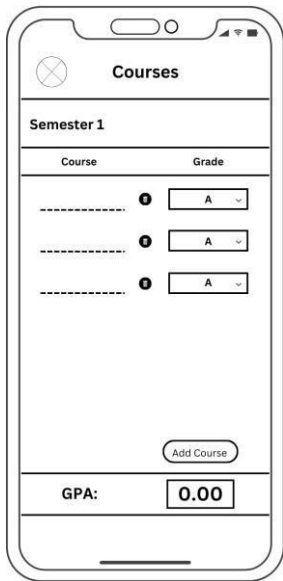 Courses
Semester 1
Course Grade
A
A
A
Add Course
GPA: 0.00